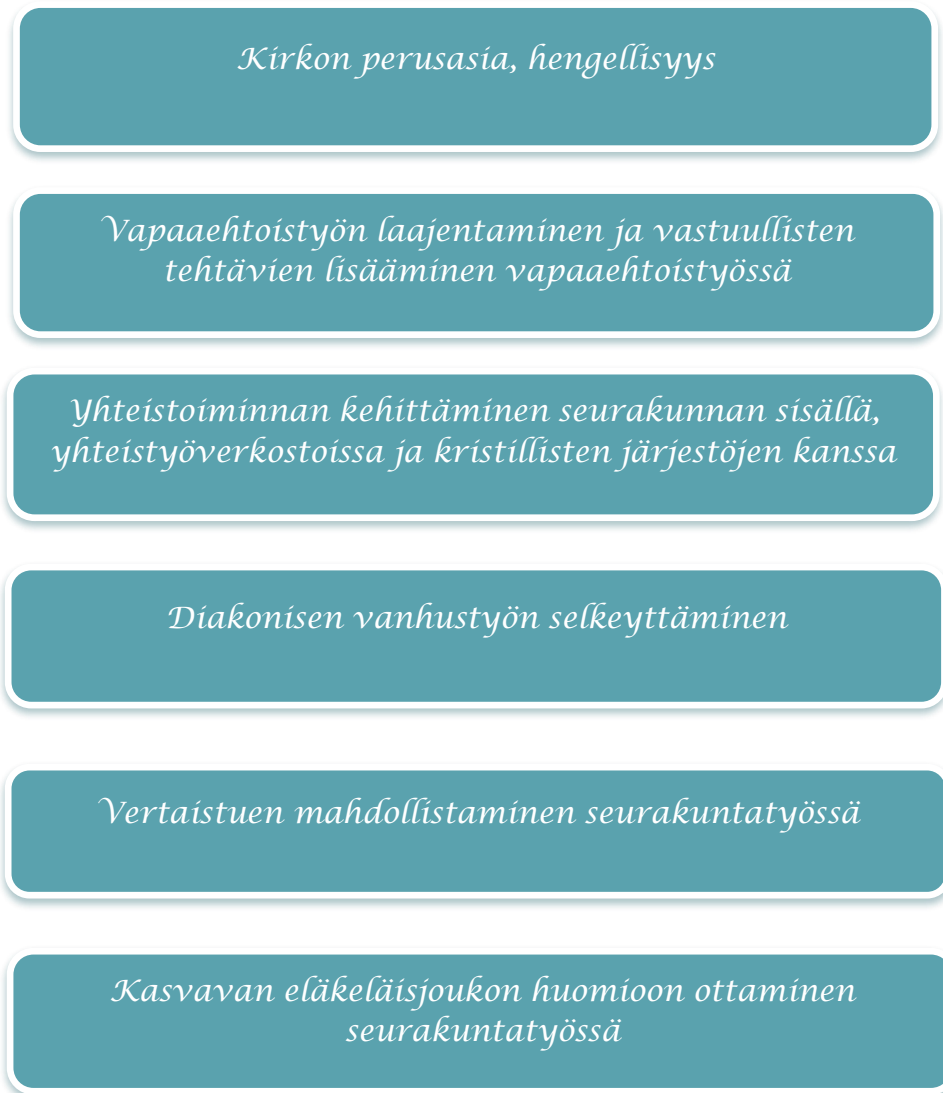 Kirkon perusasia, hengellisyys
Vapaaehtoistyön laajentaminen ja vastuullisten
tehtävien lisääminen vapaaehtoistyössä
Yhteistoiminnan kehittäminen seurakunnan sisällä,
yhteistyöverkostoissa ja kristillisten järjestöjen kanssa
Diakonisen vanhustyön selkeyttäminen
Vertaistuen mahdollistaminen seurakuntatyössä
Kasvavan eläkeläisjoukon huomioon ottaminen
seurakuntatyössä